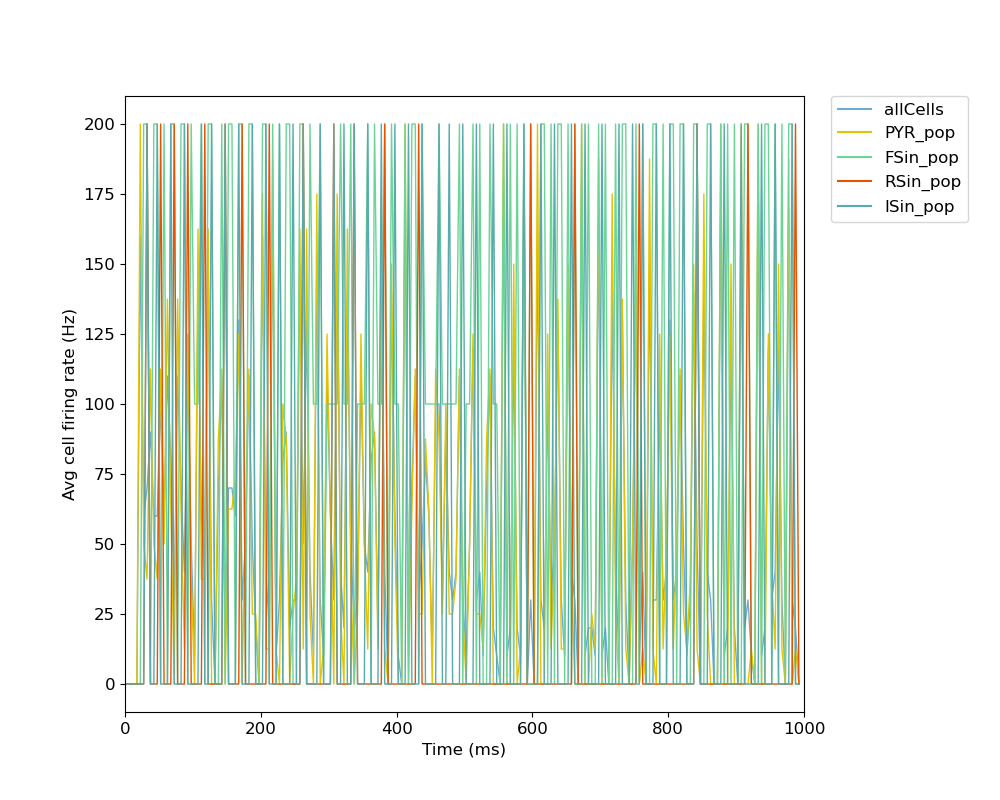 200
175
150
125
100
75
50
25
0
Avg cell firing rate (Hz)
0 200 400 600 800 1000
Time (ms)
allCells
PYR_pop
FSin_pop
RSin_pop
ISin_pop